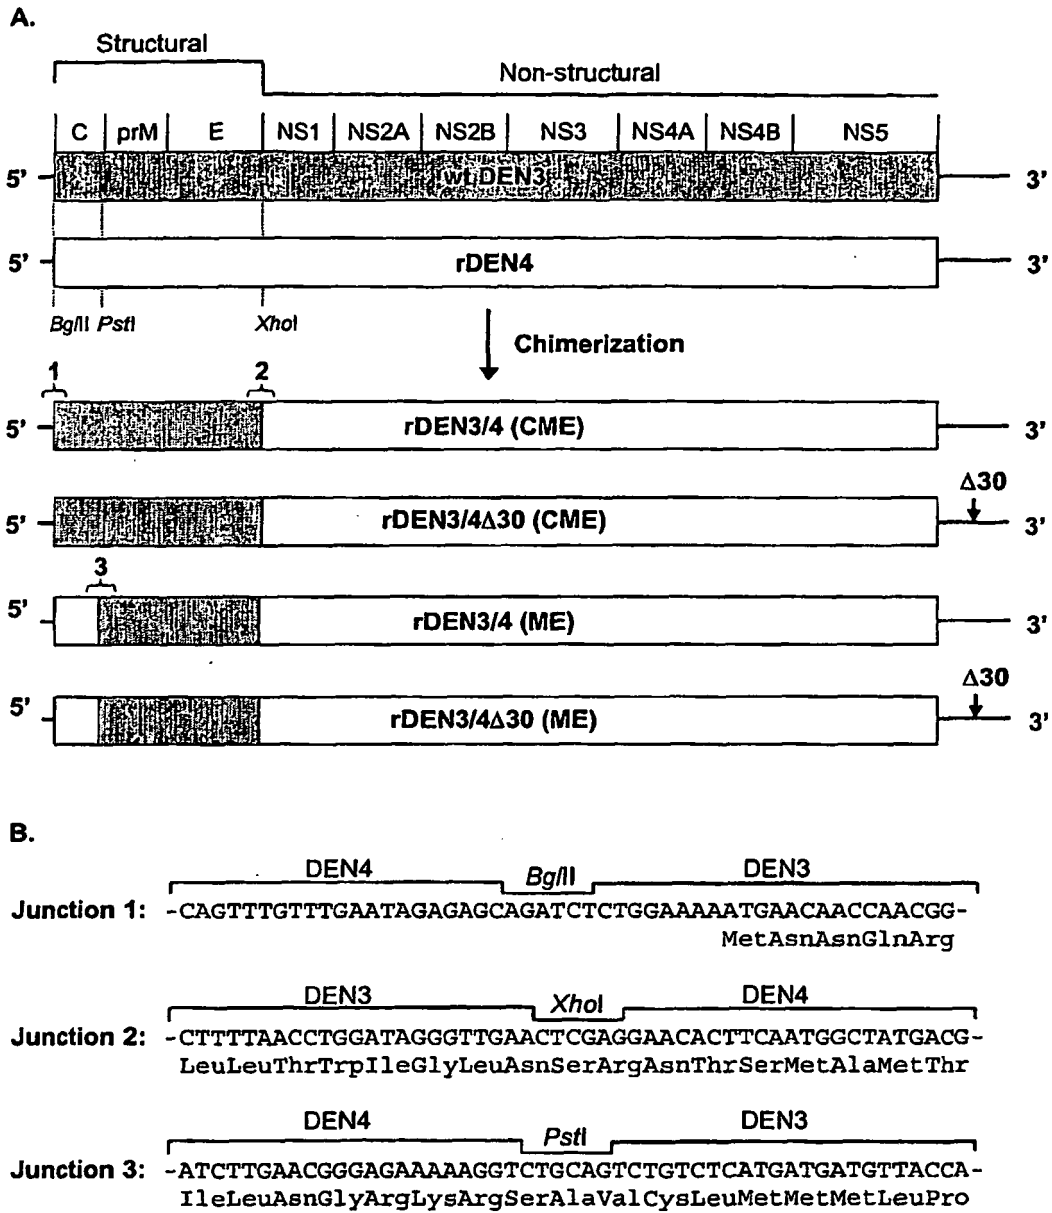 A.
Structural
Non-structural
C prM E NS1 NS2A NS2B NS3 NS4A NS4B NS5
5' wt DEN3 3'
5' rDEN4 3'
BglII PstI XhoI
Chimerization
1 2
5' rDEN3/4 (CME) 3'
Δ30
5' rDEN3/4Δ30 (CME) 3'
3
5' rDEN3/4 (ME) 3'
Δ30
5' rDEN3/4Δ30 (ME) 3'
B.
DEN4 BglII DEN3
Junction 1: -CAGTTTGTTTGAATAGAGAGCAGATCTCTGGAAAAATGAACAACCAACGG-
MetAsnAsnGlnArg
DEN3 XhoI DEN4
Junction 2: -CTTTTTAACCTGGATAGGGTTGAACTCGAGGAACACTTCAATGGCTATGACG-
LeuLeuThrTrpIleGlyLeuAsnSerArgAsnThrSerMetAlaMetThr
DEN4 PstI DEN3
Junction 3: -ATCTTGAACGGGAGAAAAAGGTCTGCAGTCTGTCTCATGATGATGTTACCA-
IleLeuAsnGlyArgLysArgSerAlaValCysLeuMetMetMetLeuPro